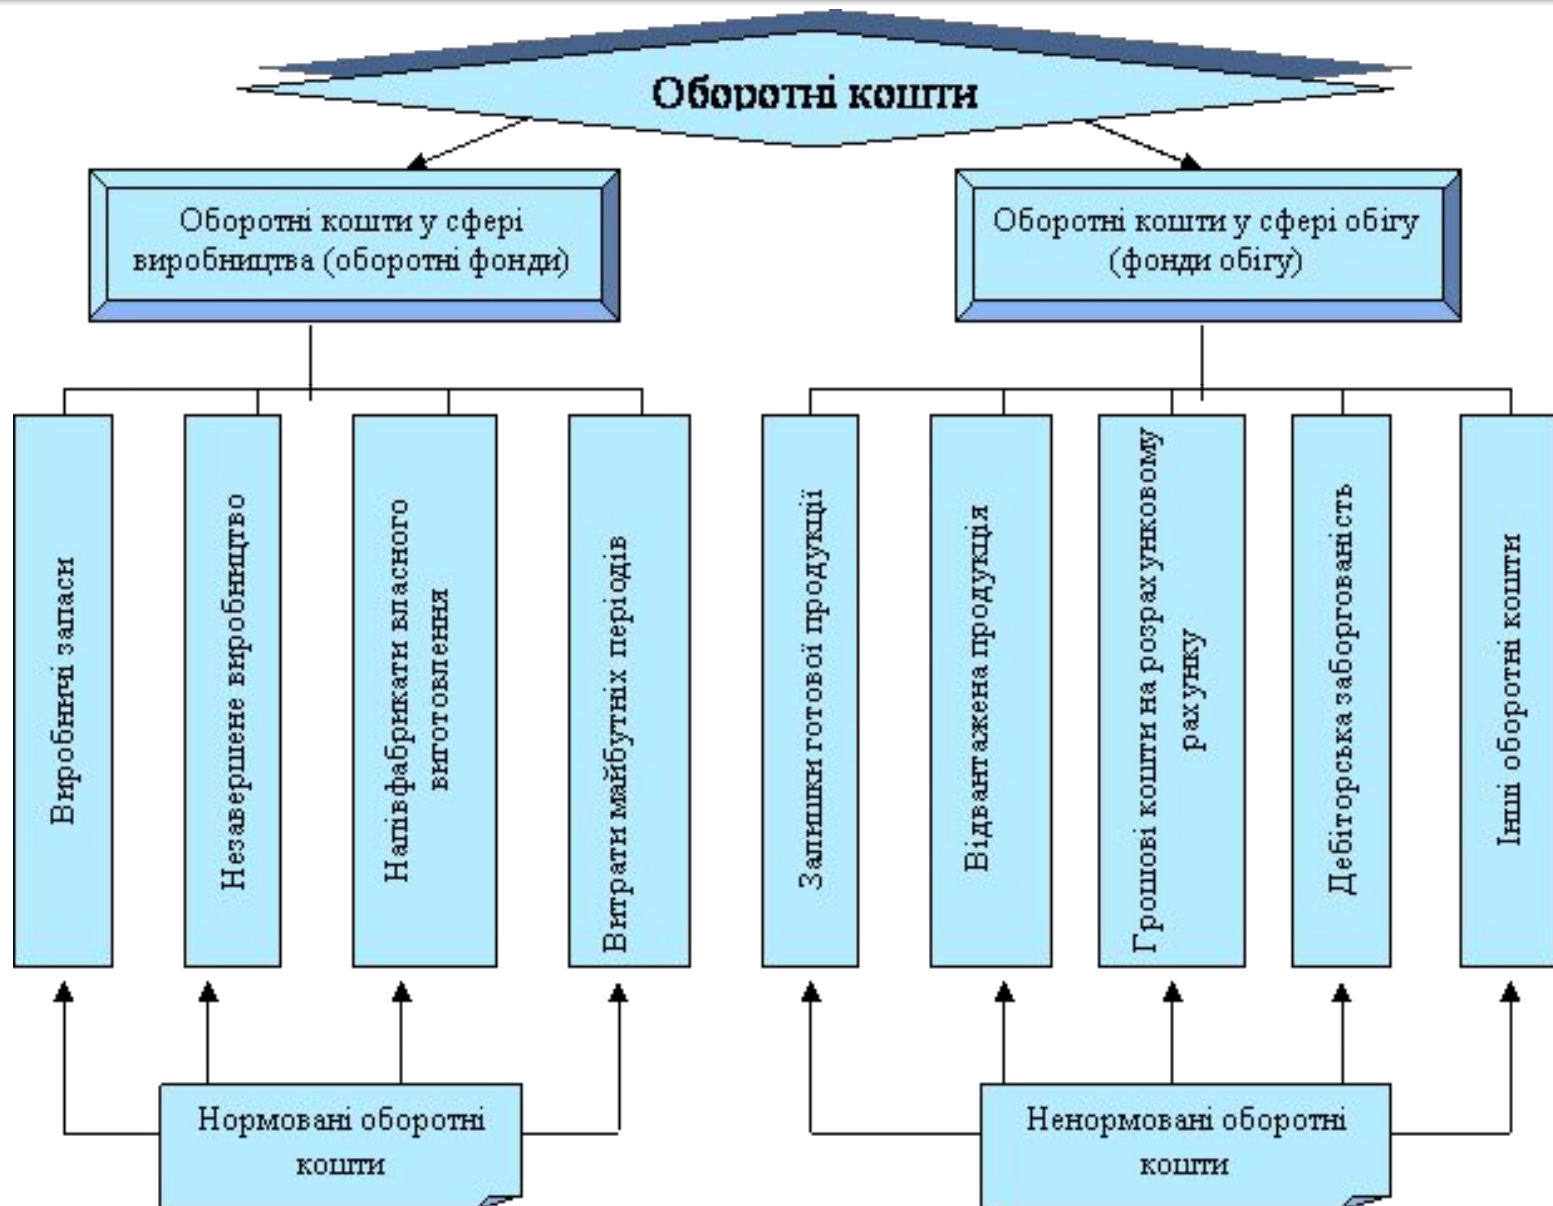 Оборотні кошти
Оборотні кошти у сфері
виробництва (оборотні фонди)
Оборотні кошти у сфері обігу
(фонди обігу)
Виробничі запаси
Незавершене виробництво
Напівфабрикати власного
виготовлення
Витрати майбутніх періодів
Залишки готової продукції
Відвантажена продукція
Грошові кошти на розрахунковому
рахунку
Дебіторська заборгованість
Інші оборотні кошти
Нормовані оборотні
кошти
Ненормовані оборотні
кошти